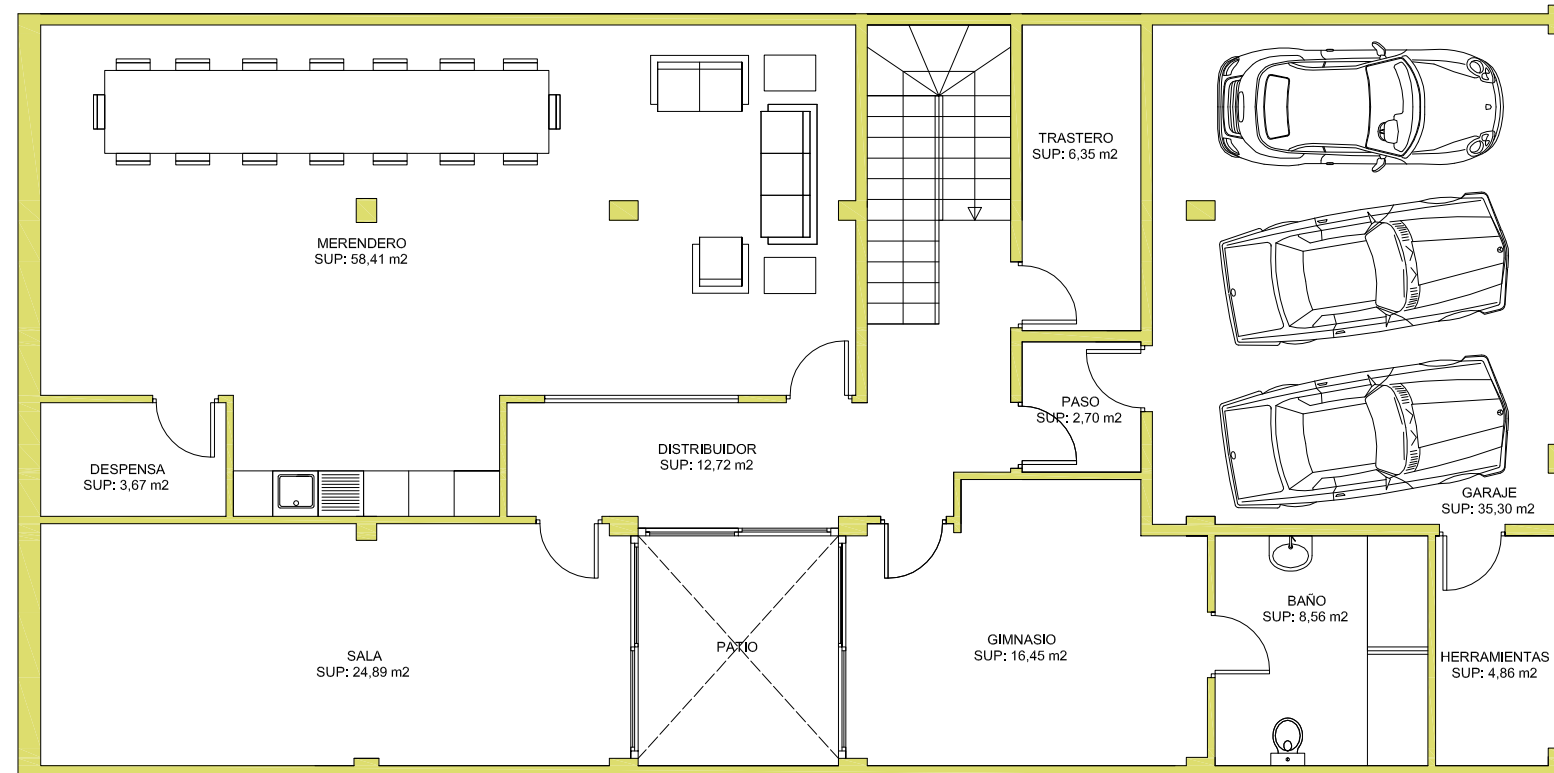 TRASTERO
SUP: 6,35 m2
MERENDERO
SUP: 58,41 m2
PASO
SUP: 2,70 m2
DISTRIBUIDOR
SUP: 12,72 m2
DESPENSA
SUP: 3,67 m2
GARAJE
SUP: 35,30 m2
BAÑO
SUP: 8,56 m2
PATIO
GIMNASIO
SUP: 16,45 m2
SALA
SUP: 24,89 m2
HERRAMIENTAS
SUP: 4,86 m2